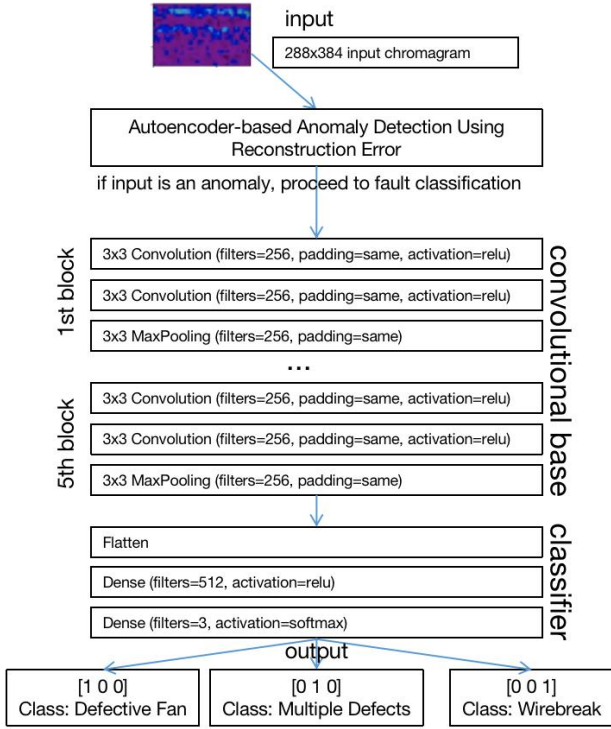 input
288x384 input chromagram
Autoencoder-based Anomaly Detection Using
Reconstruction Error
if input is an anomaly, proceed to fault classification
1st block
3x3 Convolution (filters=256, padding=same, activation=relu)
3x3 Convolution (filters=256, padding=same, activation=relu)
3x3 MaxPooling (filters=256, padding=same)
...
5th block
3x3 Convolution (filters=256, padding=same, activation=relu)
3x3 Convolution (filters=256, padding=same, activation=relu)
3x3 MaxPooling (filters=256, padding=same)
convolutional base
Flatten
Dense (filters=512, activation=relu)
Dense (filters=3, activation=softmax)
classifier
output
[1 0 0]
Class: Defective Fan
[0 1 0]
Class: Multiple Defects
[0 0 1]
Class: Wirebreak